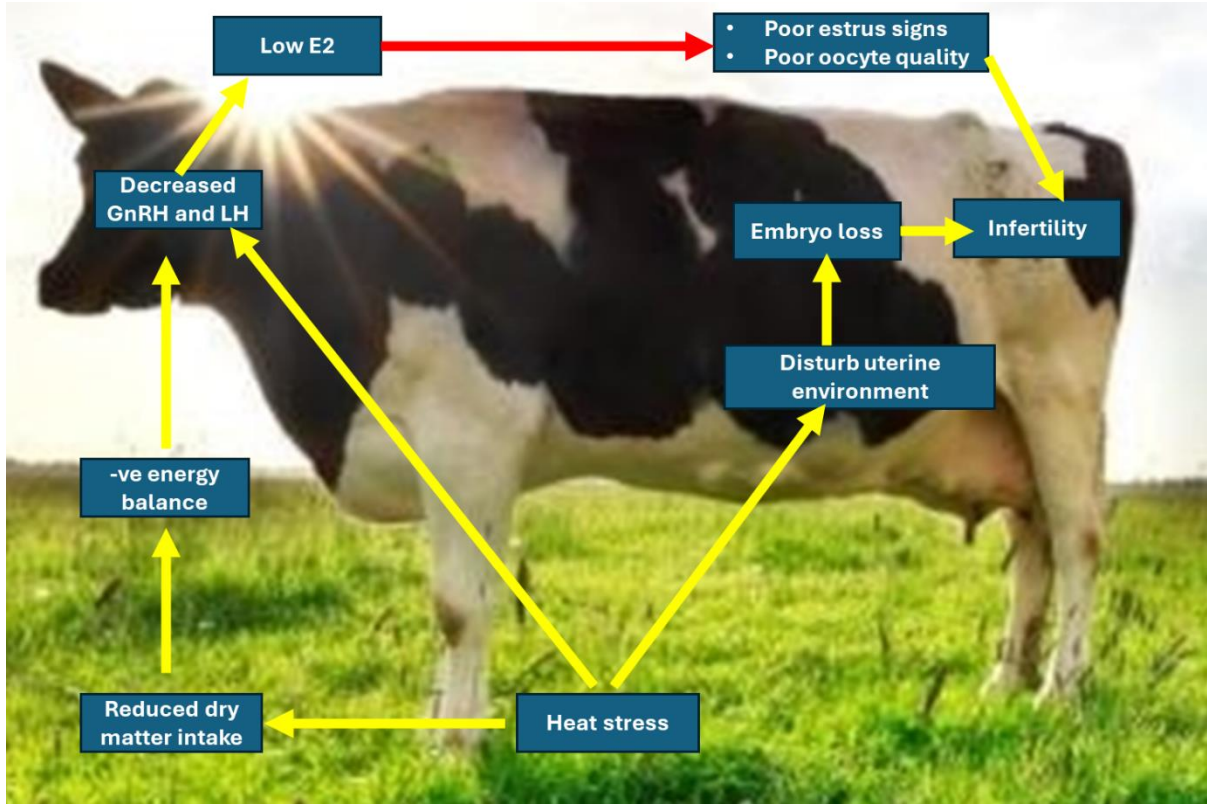 Low E2
• Poor estrus signs
• Poor oocyte quality
Decreased
GnRH and LH
Embryo loss
Infertility
Disturb uterine
environment
-ve energy
balance
Reduced dry
matter intake
Heat stress